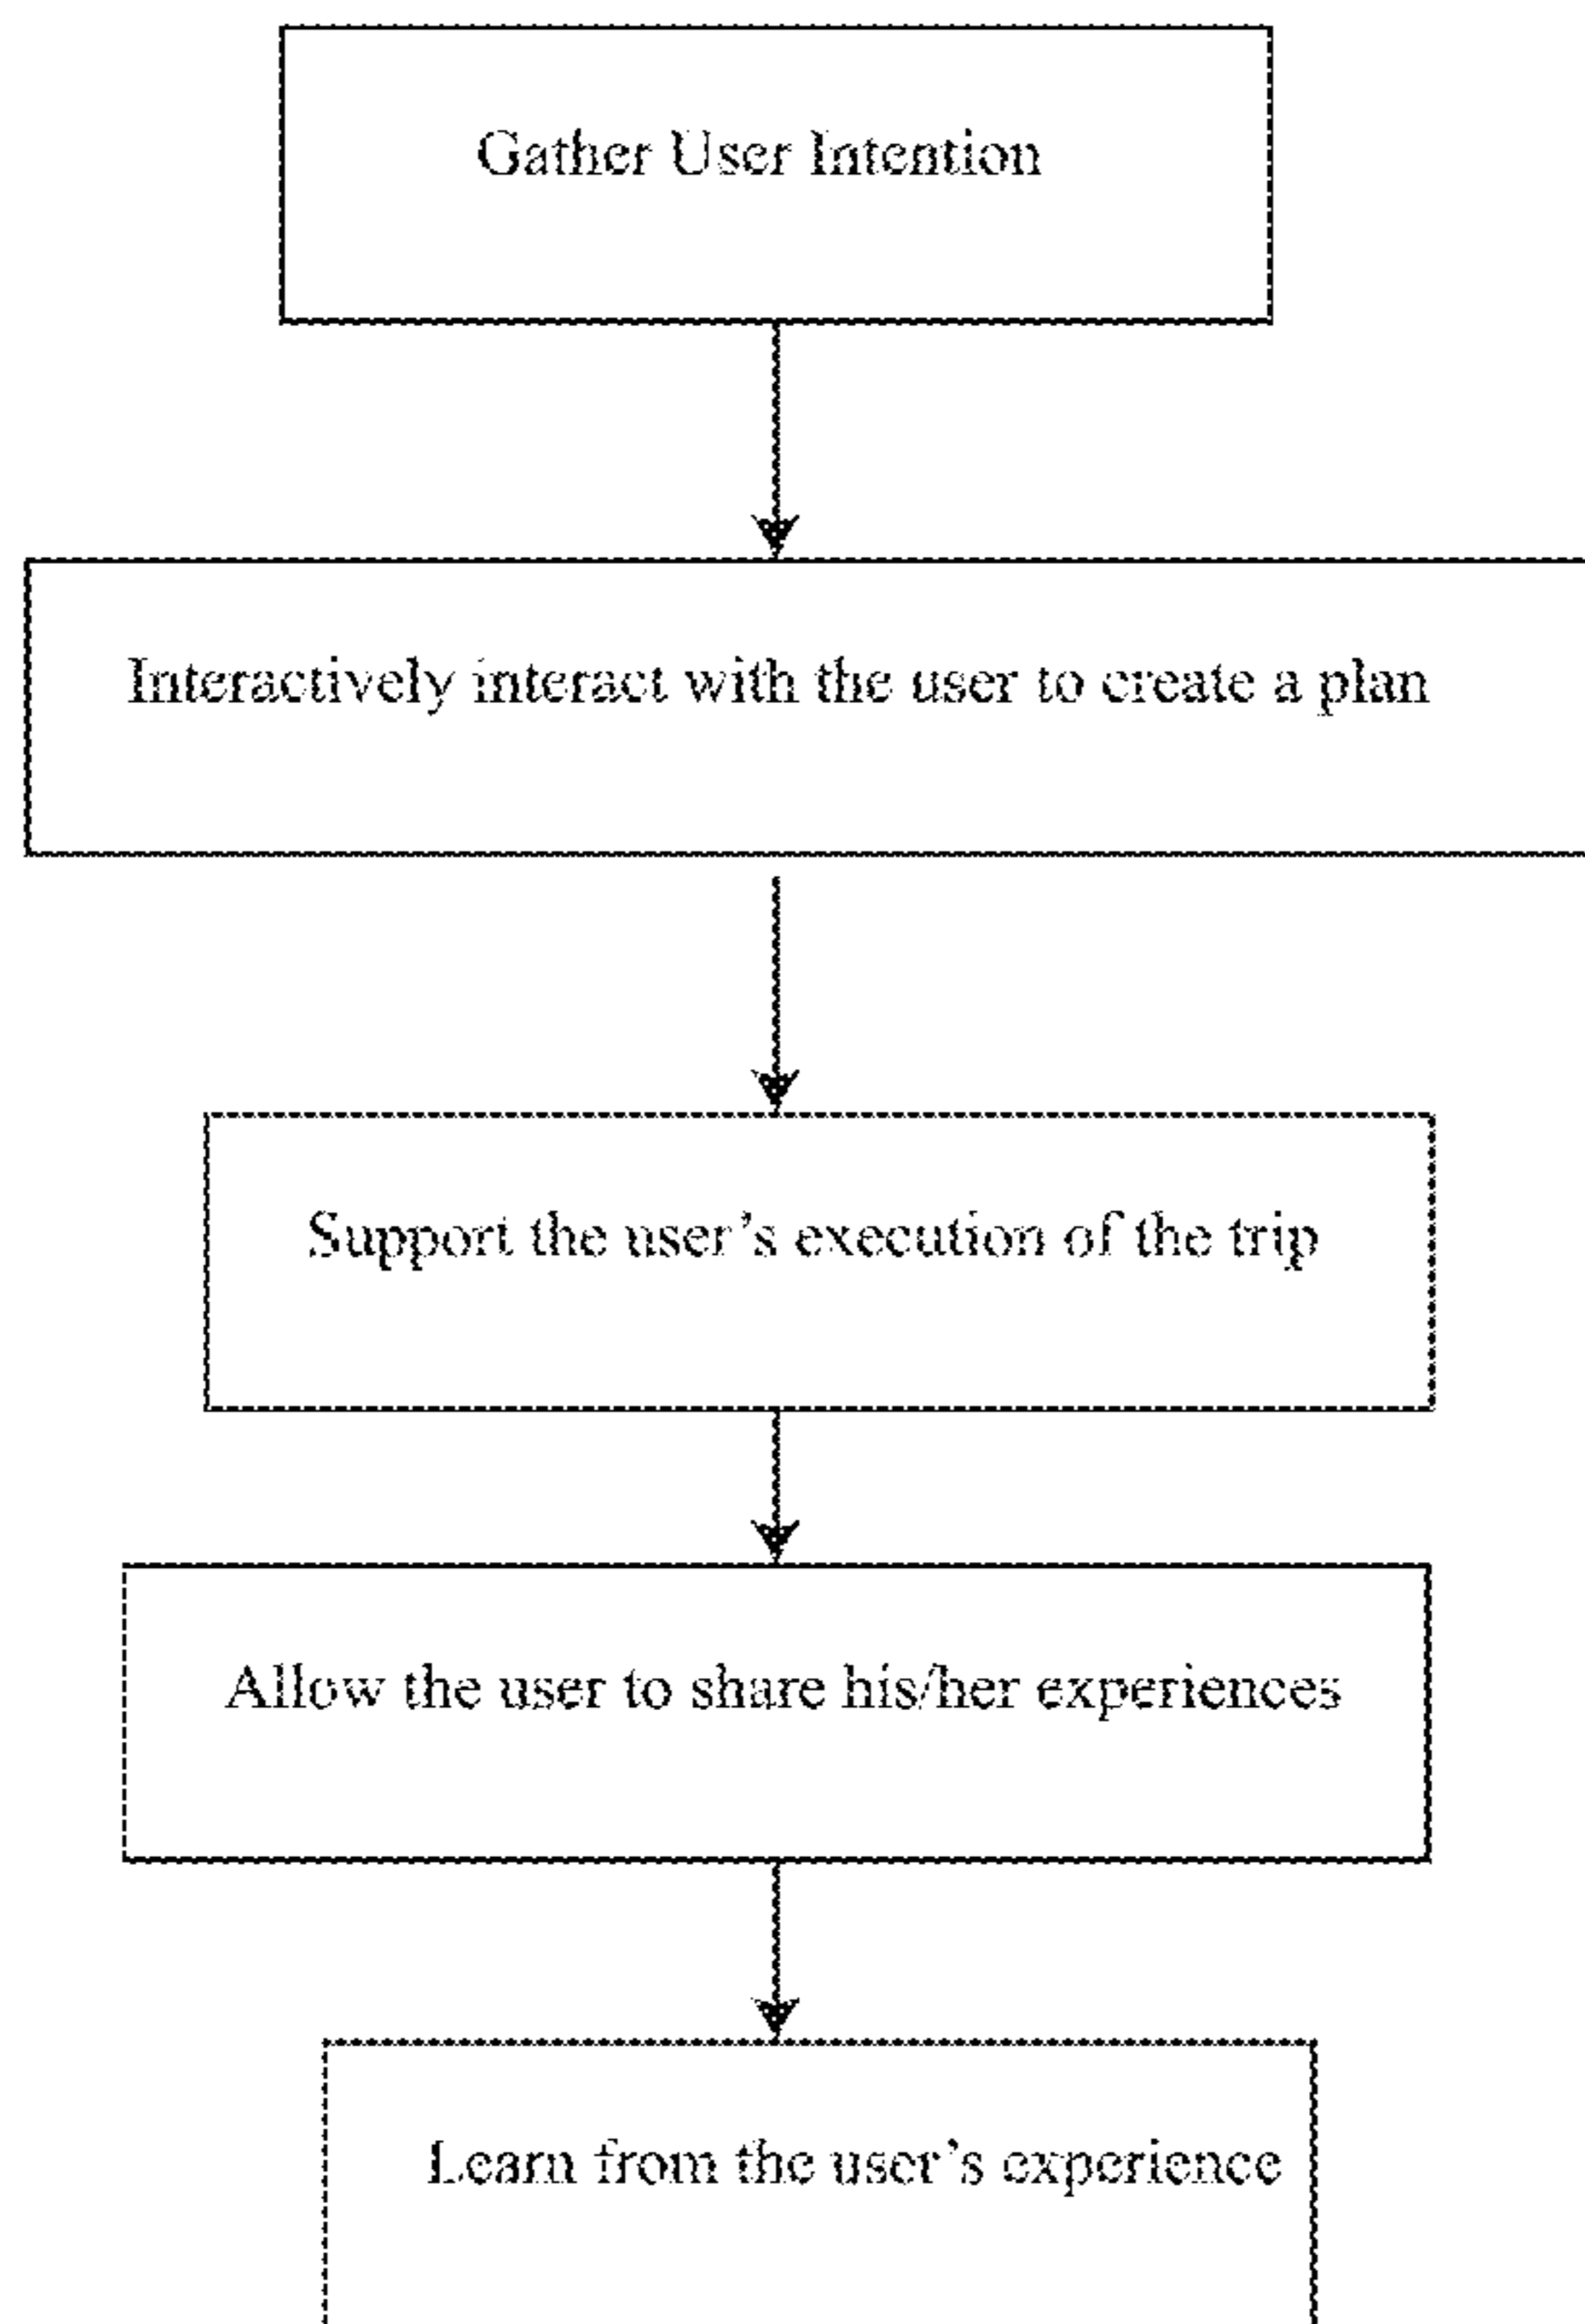 Gather User Intention
Interactively interact with the user to create a plan
Support the user’s execution of the trip
Allow the user to share his/her experiences
Learn from the user’s experience